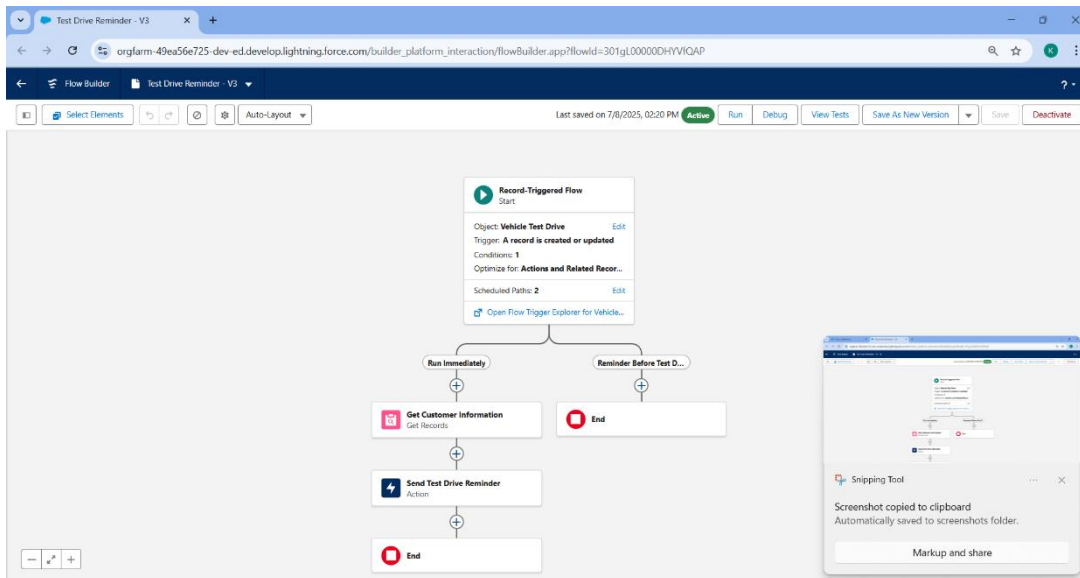 Test Drive Reminder - V3
orgfarm-49ea56e725-dev-ed.develop.lightning.force.com/builder_platform_interaction/flowBuilder.app?flowId=301gL00000DHYVfQAP
K
Flow Builder
Test Drive Reminder - V3
?
Select Elements
Auto-Layout
Last saved on 7/8/2025, 02:20 PM
Active
Run
Debug
View Tests
Save As New Version
Save
Deactivate
Record-Triggered Flow
Start
Object: Vehicle Test Drive
Edit
Trigger: A record is created or updated
Conditions: 1
Optimize for: Actions and Related Recor...
Scheduled Paths: 2
Edit
Open Flow Trigger Explorer for Vehicle...
Run Immediately
Reminder Before Test D...
Get Customer Information
Get Records
End
Send Test Drive Reminder
Action
End
Snipping Tool
Screenshot copied to clipboard
Automatically saved to screenshots folder.
Markup and share